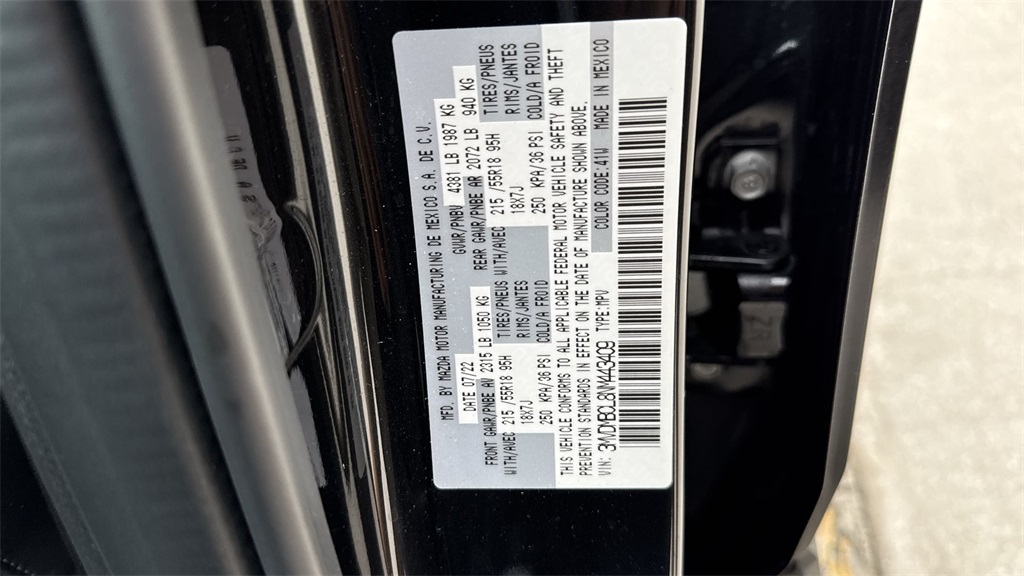 MFD. BY MAZDA MOTOR MANUFACTURING DE MEXICO S.A. DE C.V.
DATE 07/22 GVWR/PNBV 4381 LB 1987 KG
FRONT GAWR/PNBE AV 2315 LB 1050 KG REAR GAWR/PNBE AR 2072 LB 940 KG
WITH/AVEC 215 /55R18 95H TIRES/PNEUS WITH/AVEC 215 /55R18 95H TIRES/PNEUS
18X7J RIMS/JANTES 18X7J RIMS/JANTES
250 KPA/36 PSI COLD/A FROID 250 KPA/36 PSI COLD/A FROID
THIS VEHICLE CONFORMS TO ALL APPLICABLE FEDERAL MOTOR VEHICLE SAFETY AND THEFT
PREVENTION STANDARDS IN EFFECT ON THE DATE OF MANUFACTURE SHOWN ABOVE.
VIN: TYPE:MPV COLOR CODE:41W MADE IN MEXICO